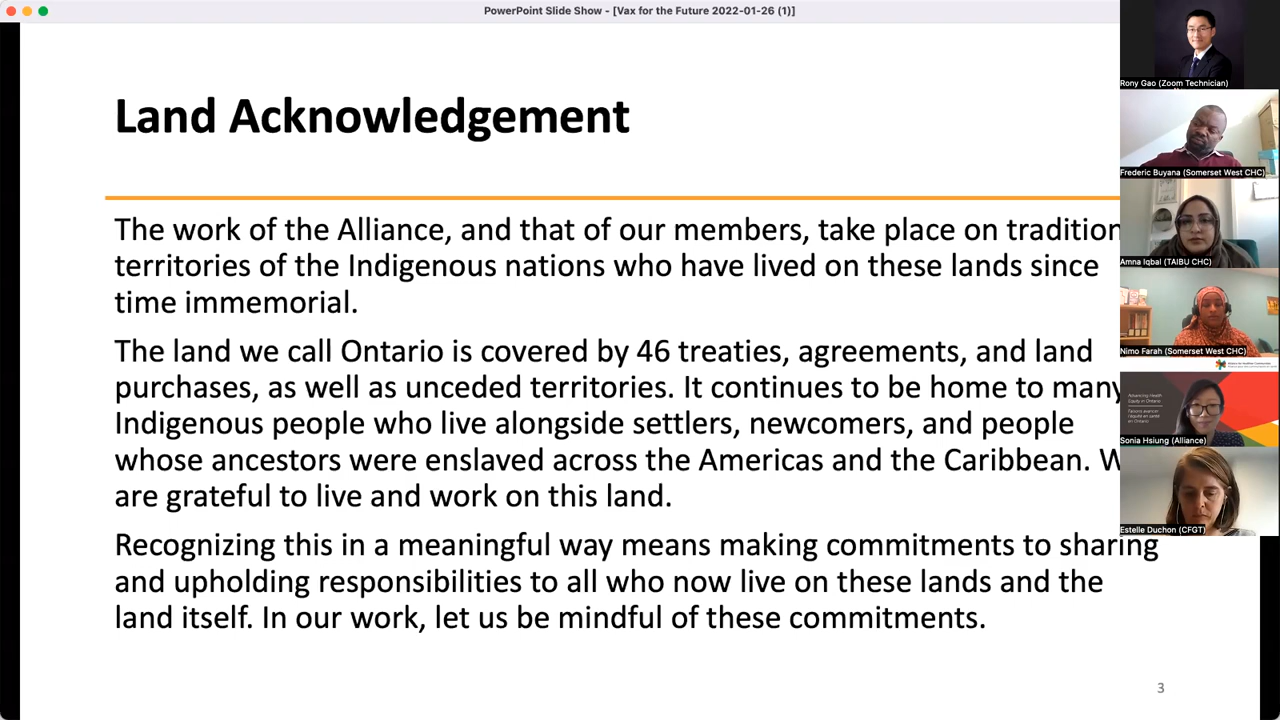 PowerPoint Slide Show - [Vax for the Future 2022-01-26 (1)]
Land Acknowledgement
The work of the Alliance, and that of our members, take place on tradition
territories of the Indigenous nations who have lived on these lands since
time immemorial.
The land we call Ontario is covered by 46 treaties, agreements, and land
purchases, as well as unceded territories. It continues to be home to many
Indigenous people who live alongside settlers, newcomers, and people
whose ancestors were enslaved across the Americas and the Caribbean. W
are grateful to live and work on this land.
Recognizing this in a meaningful way means making commitments to sharing
and upholding responsibilities to all who now live on these lands and the
land itself. In our work, let us be mindful of these commitments.
3
Rony Gao (Zoom Technician)
Frederic Buyana (Somerset West CHC)
Amna Iqbal (TAIBU CHC)
Nimo Farah (Somerset West CHC)
Advancing Health
Equity in Ontario
Sonia Hsiung (Alliance)
Estelle Duchon (CFGT)